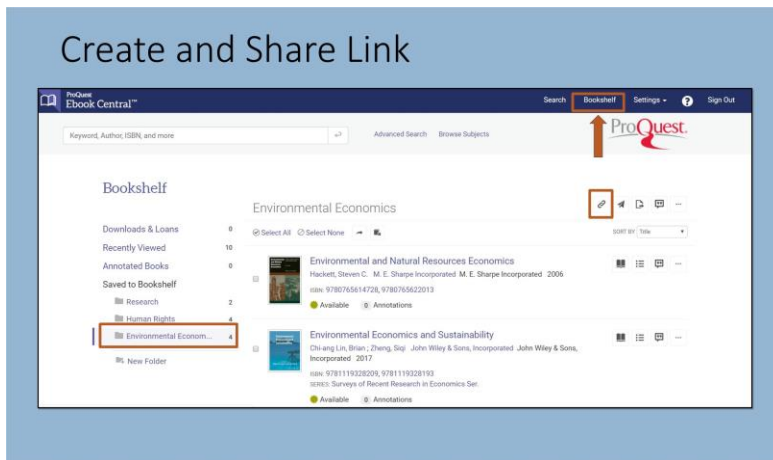 Create and Share Link
ProQuest
Ebook Central™
Search Bookshelf Settings ? Sign Out
Keyword, Author, ISBN, and more
Advanced Search Browse Subjects
ProQuest.
Bookshelf
Environmental Economics
Downloads & Loans 0
Select All Select None
SORT BY Title
Recently Viewed 10
Annotated Books 0
Saved to Bookshelf
Research 2
Human Rights 4
Environmental Econom... 4
New Folder
Environmental and Natural Resources Economics
Hackett, Steven C. M. E. Sharpe Incorporated M. E. Sharpe Incorporated 2006
ISBN: 9780765614728, 9780765622013
Available 0 Annotations
Environmental Economics and Sustainability
Chi-ang Lin, Brian ; Zheng, Siqi John Wiley & Sons, Incorporated John Wiley & Sons,
Incorporated 2017
ISBN: 9781119328209, 9781119328193
SERIES: Surveys of Recent Research in Economics Ser.
Available 0 Annotations